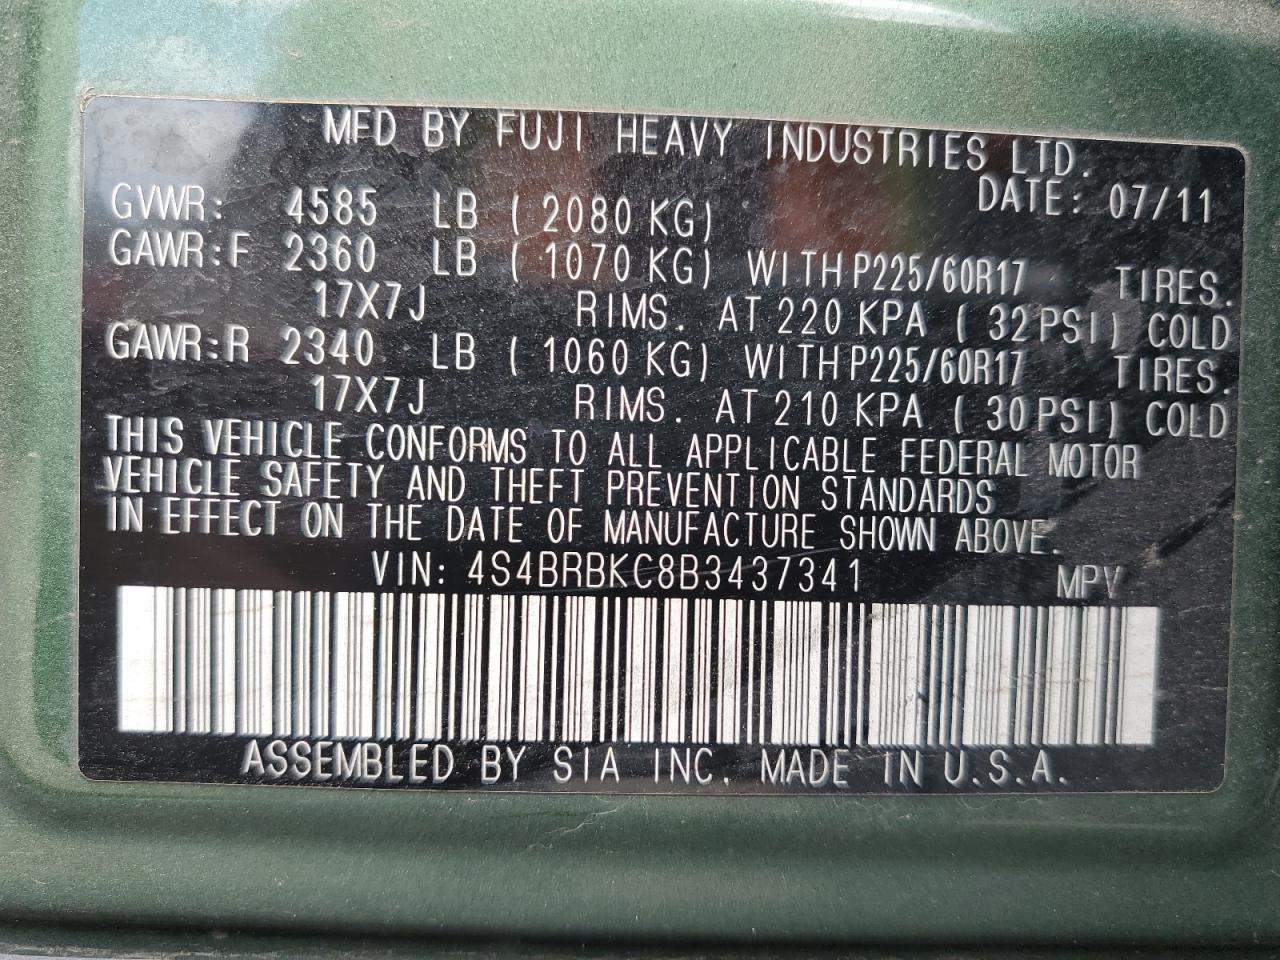 MFD BY FUJI HEAVY INDUSTRIES LTD.
DATE: 07/11
GVWR: 4585 LB (2080 KG)
GAWR:F 2360 LB (1070 KG) WITH P225/60R17 TIRES.
17X7J RIMS. AT 220 KPA (32 PSI) COLD
GAWR:R 2340 LB (1060 KG) WITH P225/60R17 TIRES.
17X7J RIMS. AT 210 KPA (30 PSI) COLD
THIS VEHICLE CONFORMS TO ALL APPLICABLE FEDERAL MOTOR
VEHICLE SAFETY AND THEFT PREVENTION STANDARDS
IN EFFECT ON THE DATE OF MANUFACTURE SHOWN ABOVE.
VIN: 4S4BRBKC8B3437341 MPV
ASSEMBLED BY SIA INC. MADE IN U.S.A.